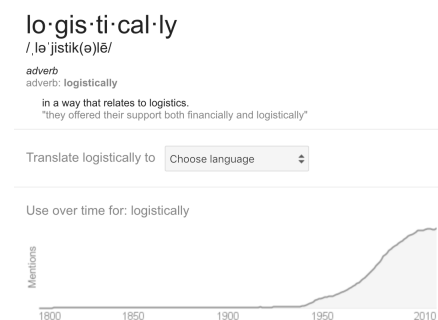 lo·gis·ti·cal·ly
/ˌləˈjistik(ə)lē/
adverb
adverb: logistically
in a way that relates to logistics.
"they offered their support both financially and logistically"
Translate logistically to Choose language
Use over time for: logistically
Mentions
1800 1850 1900 1950 2010